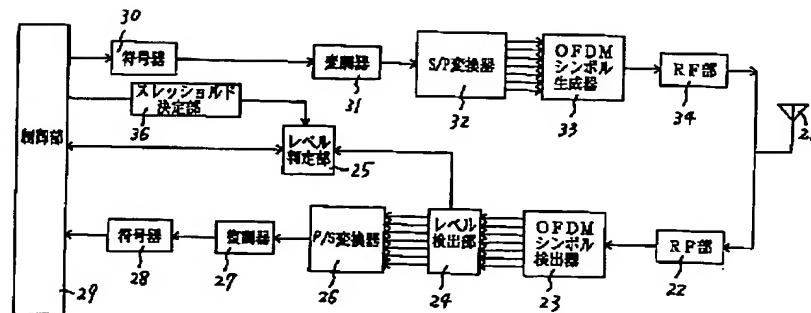 30
符号器
変調器
31
S/P変換器
32
OFDM
シンボル
生成器
33
RF部
34
スレッショルド
決定部
36
制御部
レベル
判定部
25
2
符号器
28
変調器
27
P/S変換器
26
レベル
検出部
24
OFDM
シンボル
検出器
23
RF部
22
29